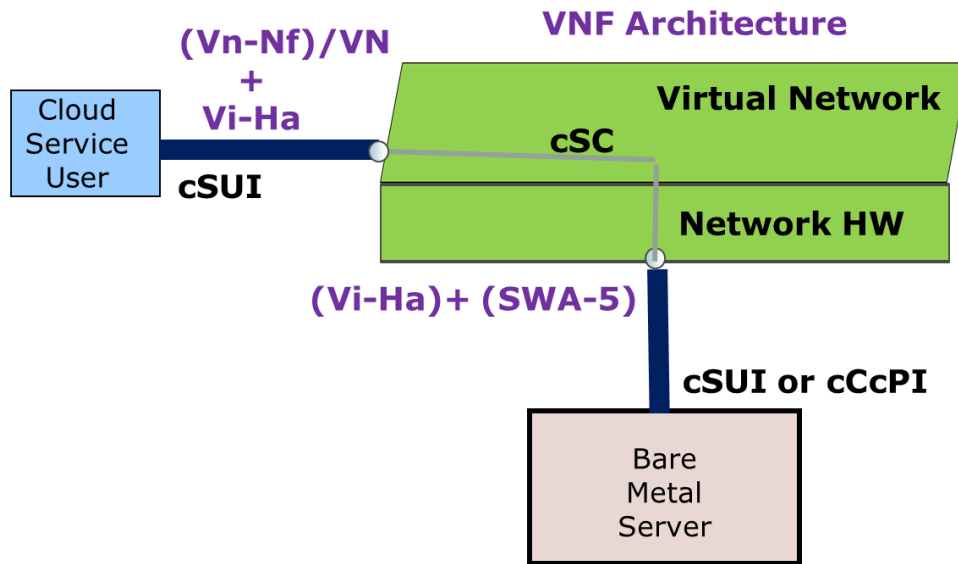 (Vn-Nf)/VN
+
Vi-Ha
VNF Architecture
Cloud
Service
User
Virtual Network
cSC
cSUI
Network HW
(Vi-Ha)+ (SWA-5)
cSUI or cCcPI
Bare
Metal
Server